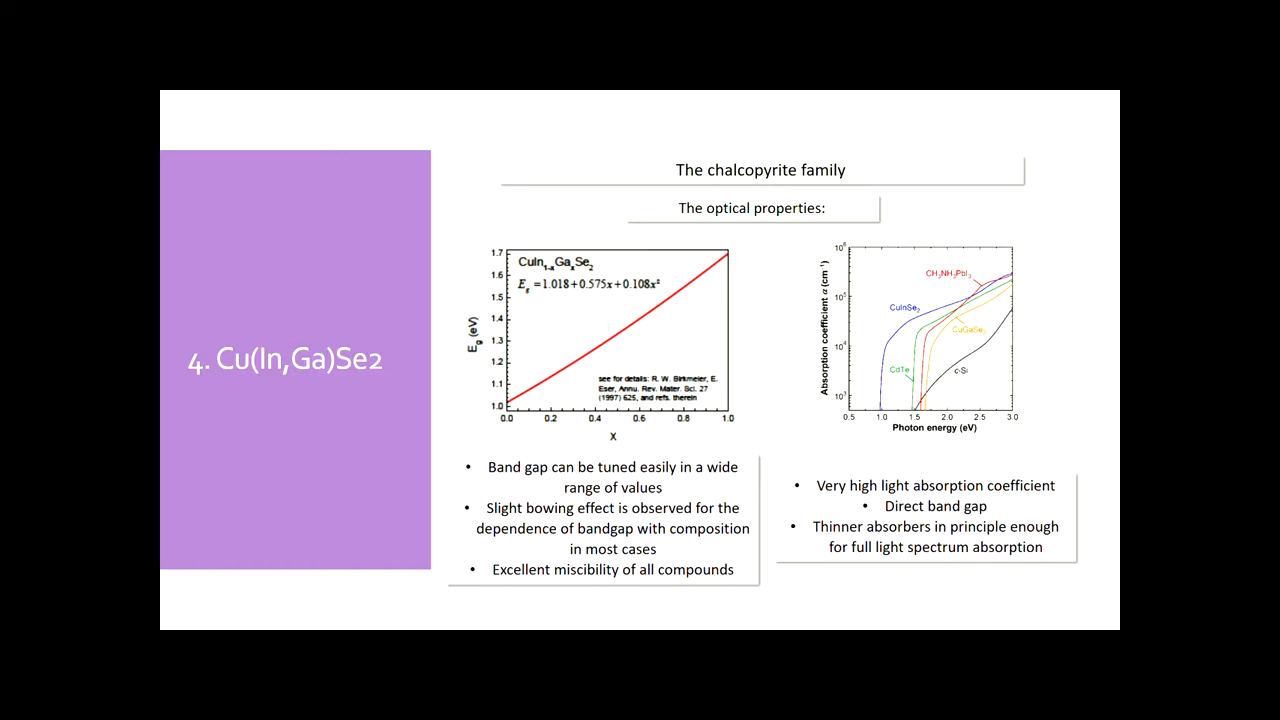 4. Cu(In,Ga)Se2
The chalcopyrite family
The optical properties:
CuIn1-xGaxSe2
Eg = 1.018+0.575x+0.108x²
see for details: R. W. Birkmeier, E.
Eser, Annu. Rev. Mater. Sci. 27
(1997) 625, and refs. therein
Eg (eV)
1.7
1.6
1.5
1.4
1.3
1.2
1.1
1.0
0.0 0.2 0.4 0.6 0.8 1.0
X
• Band gap can be tuned easily in a wide
range of values
• Slight bowing effect is observed for the
dependence of bandgap with composition
in most cases
• Excellent miscibility of all compounds
Absorption coefficient α (cm⁻¹)
10⁶
10⁵
10⁴
10³
CH3NH3PbI3
CuInSe2
CuGaSe2
CdTe
c-Si
0.5 1.0 1.5 2.0 2.5 3.0
Photon energy (eV)
• Very high light absorption coefficient
• Direct band gap
• Thinner absorbers in principle enough
for full light spectrum absorption